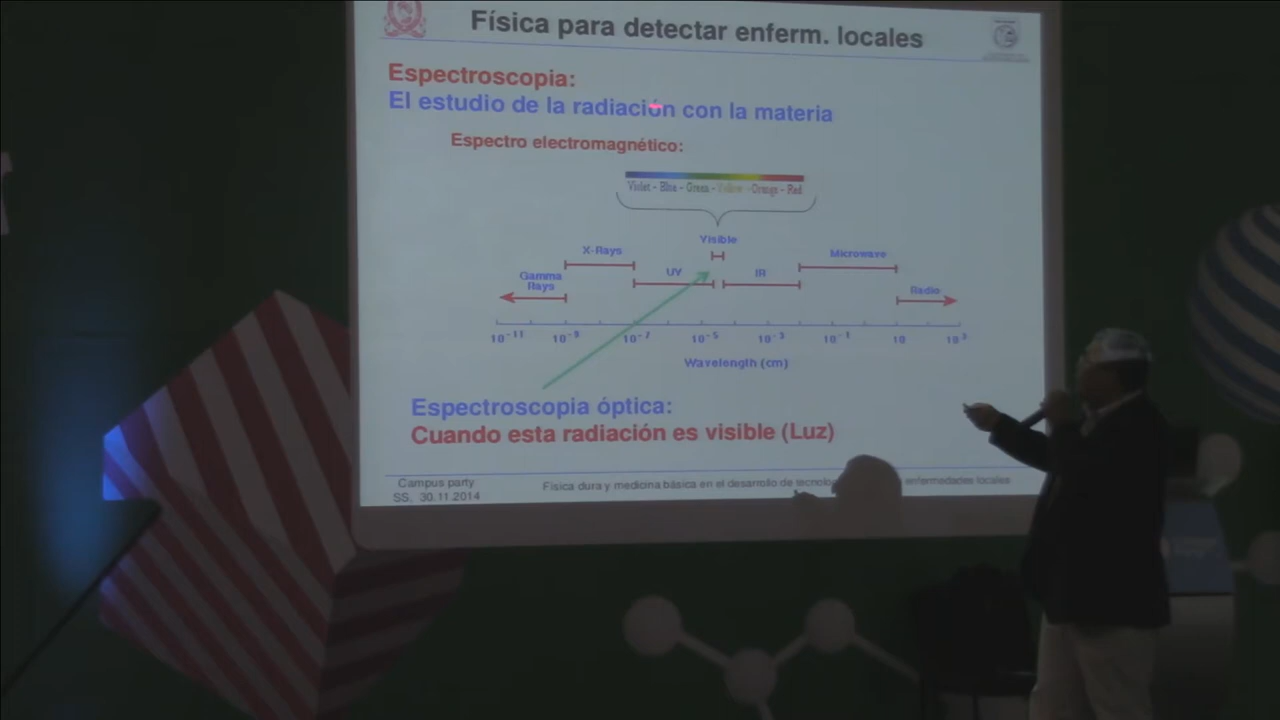 Física para detectar enferm. locales
Espectroscopia:
El estudio de la radiación con la materia
Espectro electromagnético:
Violet - Blue - Green - Yellow - Orange - Red
Visible
X-Rays
Microwave
Gamma
Rays
UV
IR
Radio
10⁻¹¹ 10⁻⁹ 10⁻⁷ 10⁻⁵ 10⁻³ 10⁻¹ 10 10³
Wavelength (cm)
Espectroscopia óptica:
Cuando esta radiación es visible (Luz)
Campus party
SS, 30.11.2014
Física dura y medicina básica en el desarrollo de enfermedades locales